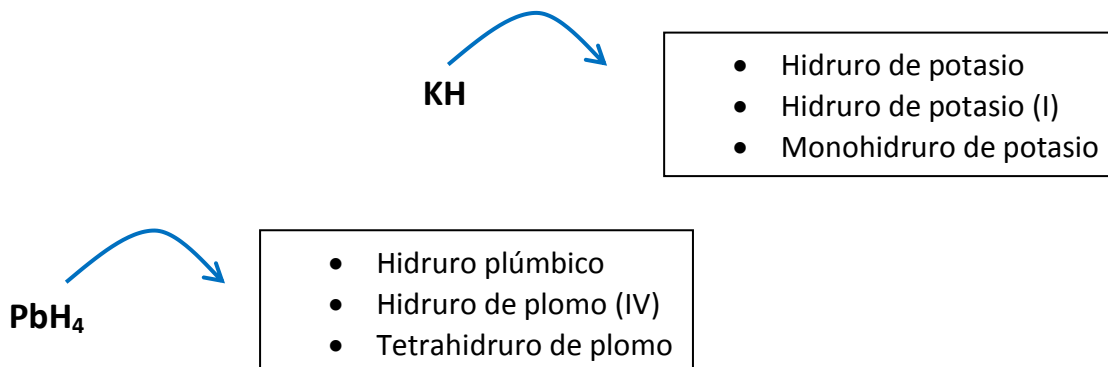 KH
• Hidruro de potasio
• Hidruro de potasio (I)
• Monohidruro de potasio
PbH₄
• Hidruro plúmbico
• Hidruro de plomo (IV)
• Tetrahidruro de plomo